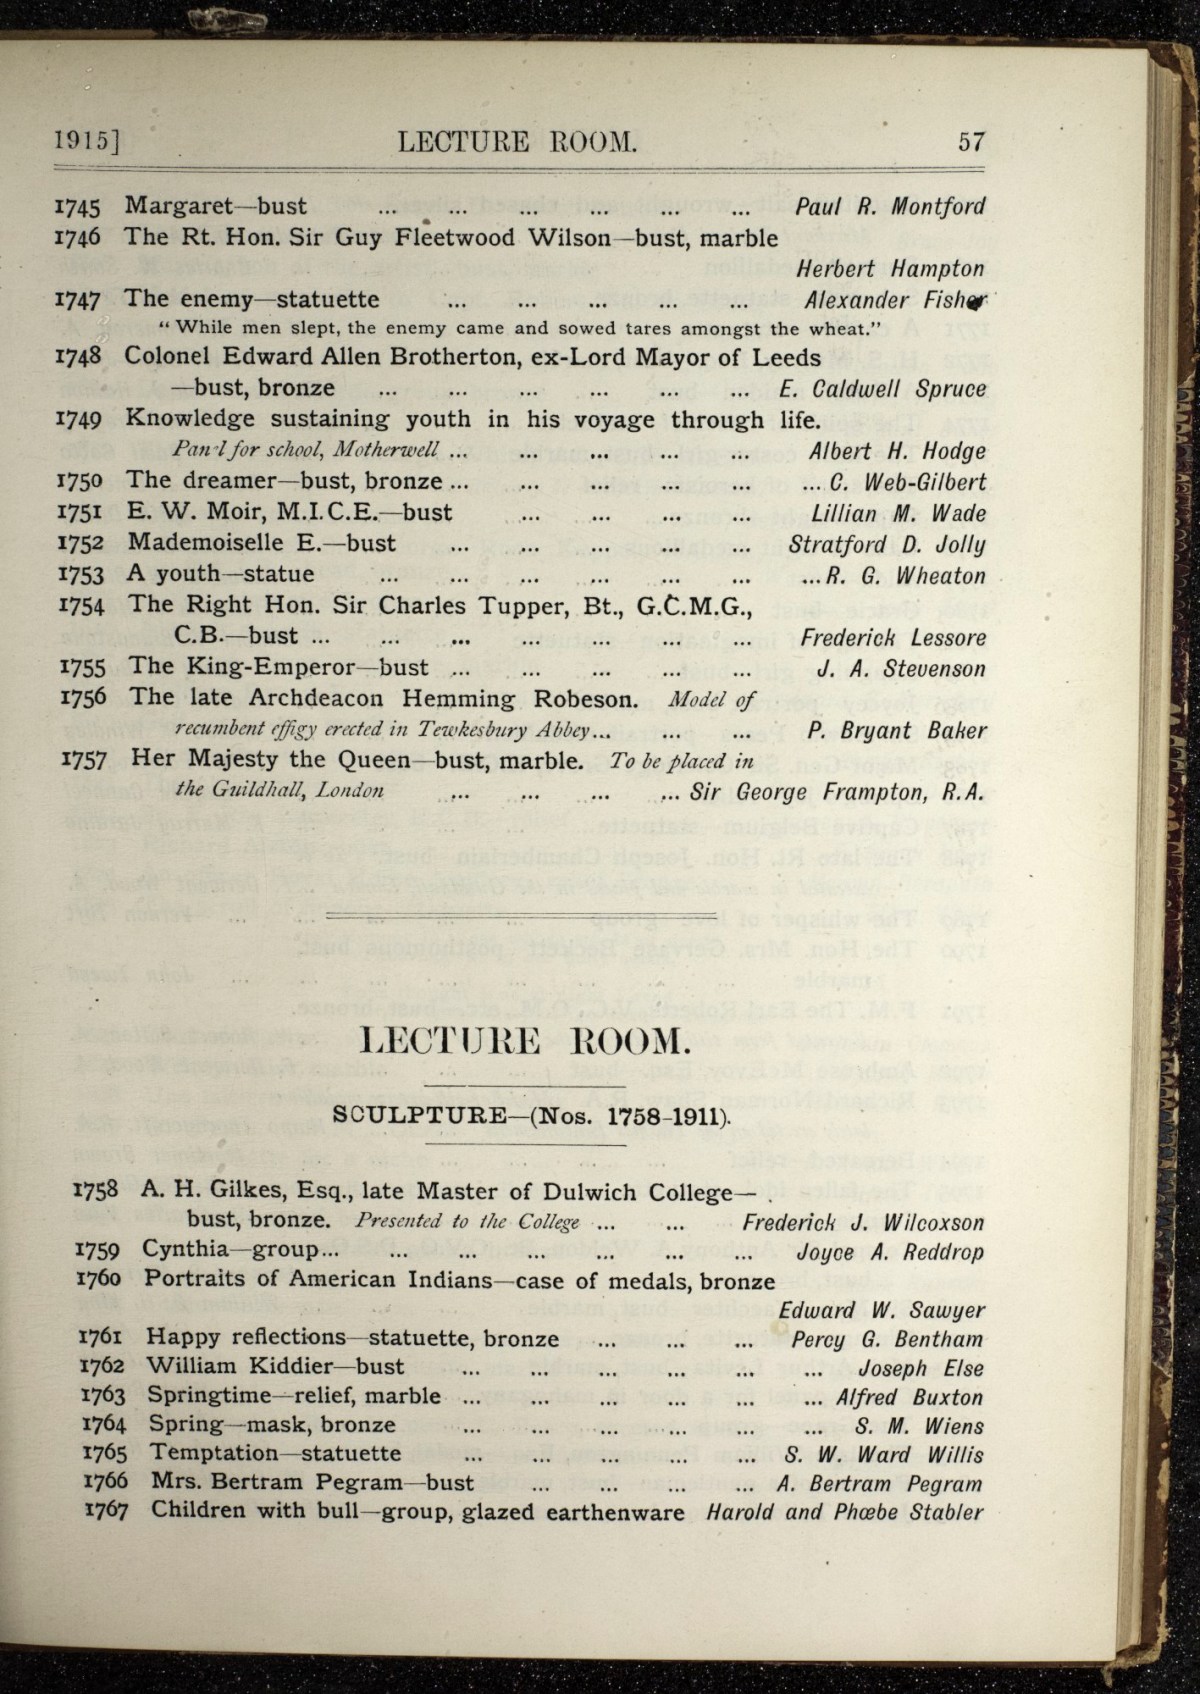 1915] LECTURE ROOM. 57
1745 Margaret—bust ... ... ... ... ... ... Paul R. Montford
1746 The Rt. Hon. Sir Guy Fleetwood Wilson—bust, marble
Herbert Hampton
1747 The enemy—statuette ... ... ... ... ... Alexander Fisher
“ While men slept, the enemy came and sowed tares amongst the wheat.”
1748 Colonel Edward Allen Brotherton, ex-Lord Mayor of Leeds
—bust, bronze ... ... ... ... ... ... E. Caldwell Spruce
1749 Knowledge sustaining youth in his voyage through life.
Pan l for school, Motherwell ... ... ... ... ... Albert H. Hodge
1750 The dreamer—bust, bronze ... ... ... ... ... ... C. Web-Gilbert
1751 E. W. Moir, M.I.C.E.—bust ... ... ... ... Lillian M. Wade
1752 Mademoiselle E.—bust ... ... ... ... ... Stratford D. Jolly
1753 A youth—statue ... ... ... ... ... ... ... R. G. Wheaton
1754 The Right Hon. Sir Charles Tupper, Bt., G.C.M.G.,
C.B.—bust ... ... ... ... ... ... ... Frederick Lessore
1755 The King-Emperor—bust ... ... ... ... ... J. A. Stevenson
1756 The late Archdeacon Hemming Robeson. Model of
recumbent effigy erected in Tewkesbury Abbey... ... ... P. Bryant Baker
1757 Her Majesty the Queen—bust, marble. To be placed in
the Guildhall, London ... ... ... ... Sir George Frampton, R.A.
LECTURE ROOM.
SCULPTURE—(Nos. 1758-1911).
1758 A. H. Gilkes, Esq., late Master of Dulwich College—
bust, bronze. Presented to the College ... ... Frederick J. Wilcoxson
1759 Cynthia—group... ... ... ... ... ... ... Joyce A. Reddrop
1760 Portraits of American Indians—case of medals, bronze
Edward W. Sawyer
1761 Happy reflections—statuette, bronze ... ... ... Percy G. Bentham
1762 William Kiddier—bust ... ... ... ... ... ... Joseph Else
1763 Springtime—relief, marble ... ... ... ... ... ... Alfred Buxton
1764 Spring—mask, bronze ... ... ... ... ... ... S. M. Wiens
1765 Temptation—statuette ... ... ... ... ... S. W. Ward Willis
1766 Mrs. Bertram Pegram—bust ... ... ... ... A. Bertram Pegram
1767 Children with bull—group, glazed earthenware Harold and Phœbe Stabler